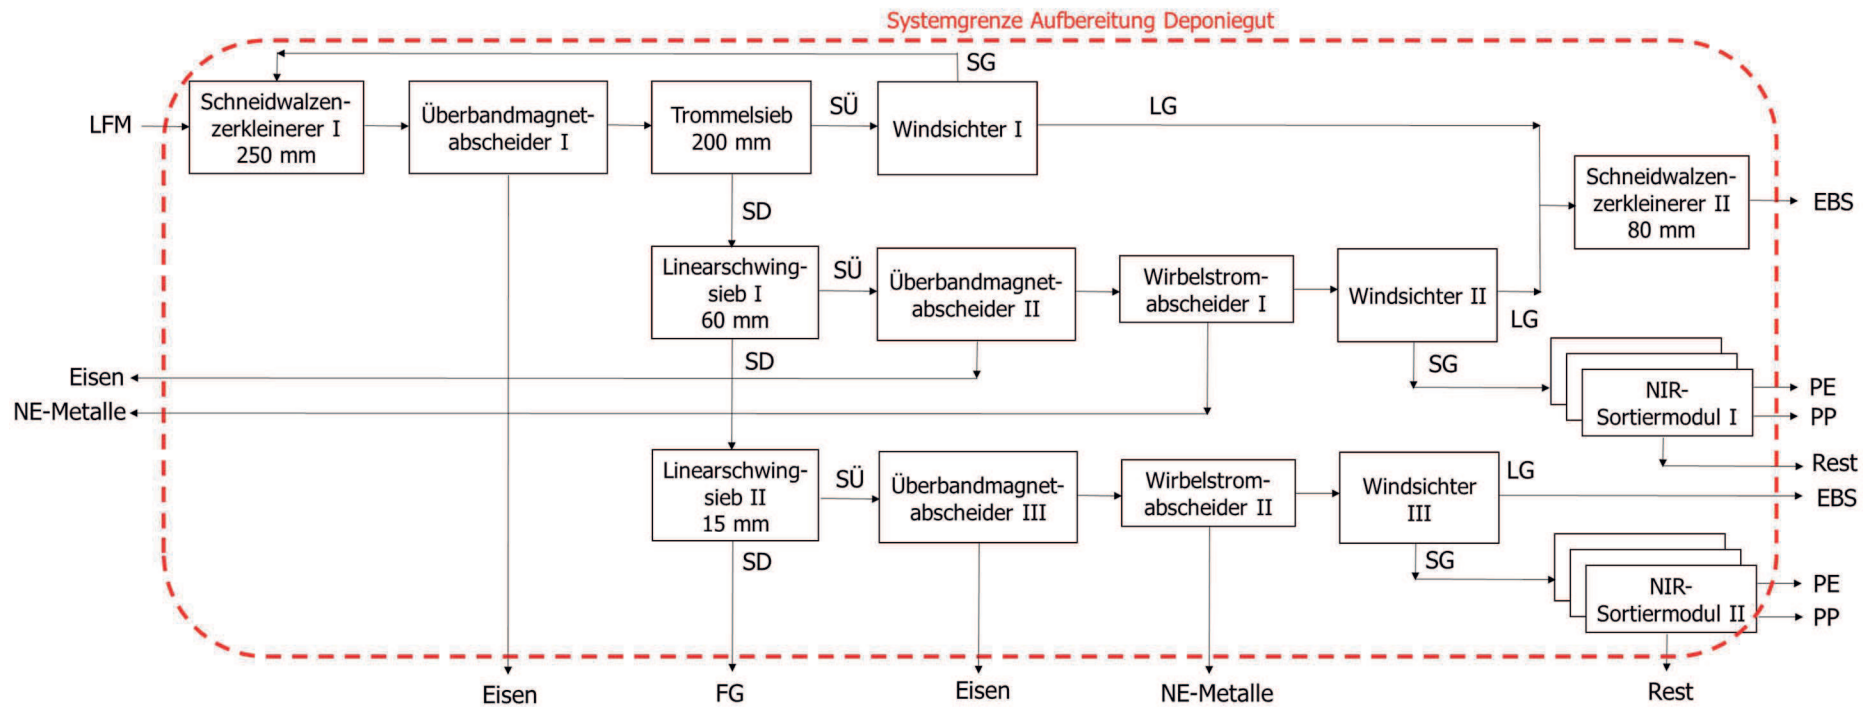 Systemgrenze Aufbereitung Deponiegut
SG
LFM
Schneidwalzen-
zerkleinerer I
250 mm
Überbandmagnet-
abscheider I
Trommelsieb
200 mm
SÜ
Windsichter I
LG
Schneidwalzen-
zerkleinerer II
80 mm
EBS
SD
Linearschwing-
sieb I
60 mm
SÜ
Überbandmagnet-
abscheider II
Wirbelstrom-
abscheider I
Windsichter II
LG
SD
SG
Eisen
NE-Metalle
NIR-
Sortiermodul I
PE
PP
Rest
Linearschwing-
sieb II
15 mm
SÜ
Überbandmagnet-
abscheider III
Wirbelstrom-
abscheider II
Windsichter
III
LG
EBS
SD
SG
NIR-
Sortiermodul II
PE
PP
Eisen
FG
Eisen
NE-Metalle
Rest